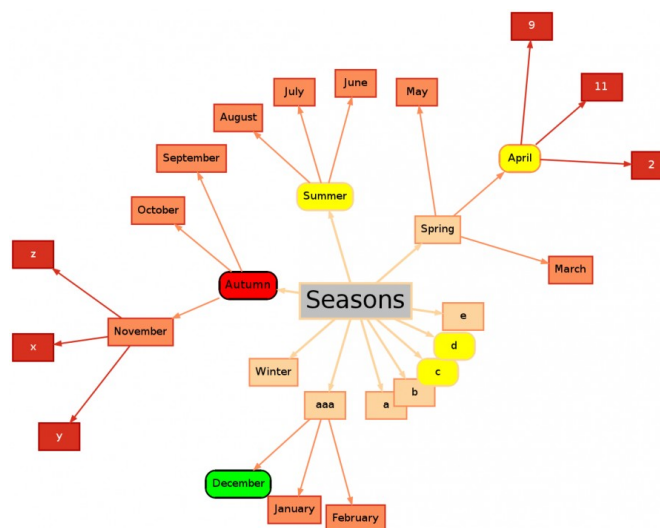 9
11
2
June
July
May
August
September
April
Summer
October
Spring
z
March
Autumn
Seasons
e
November
d
x
Winter
c
b
a
aaa
y
December
January
February